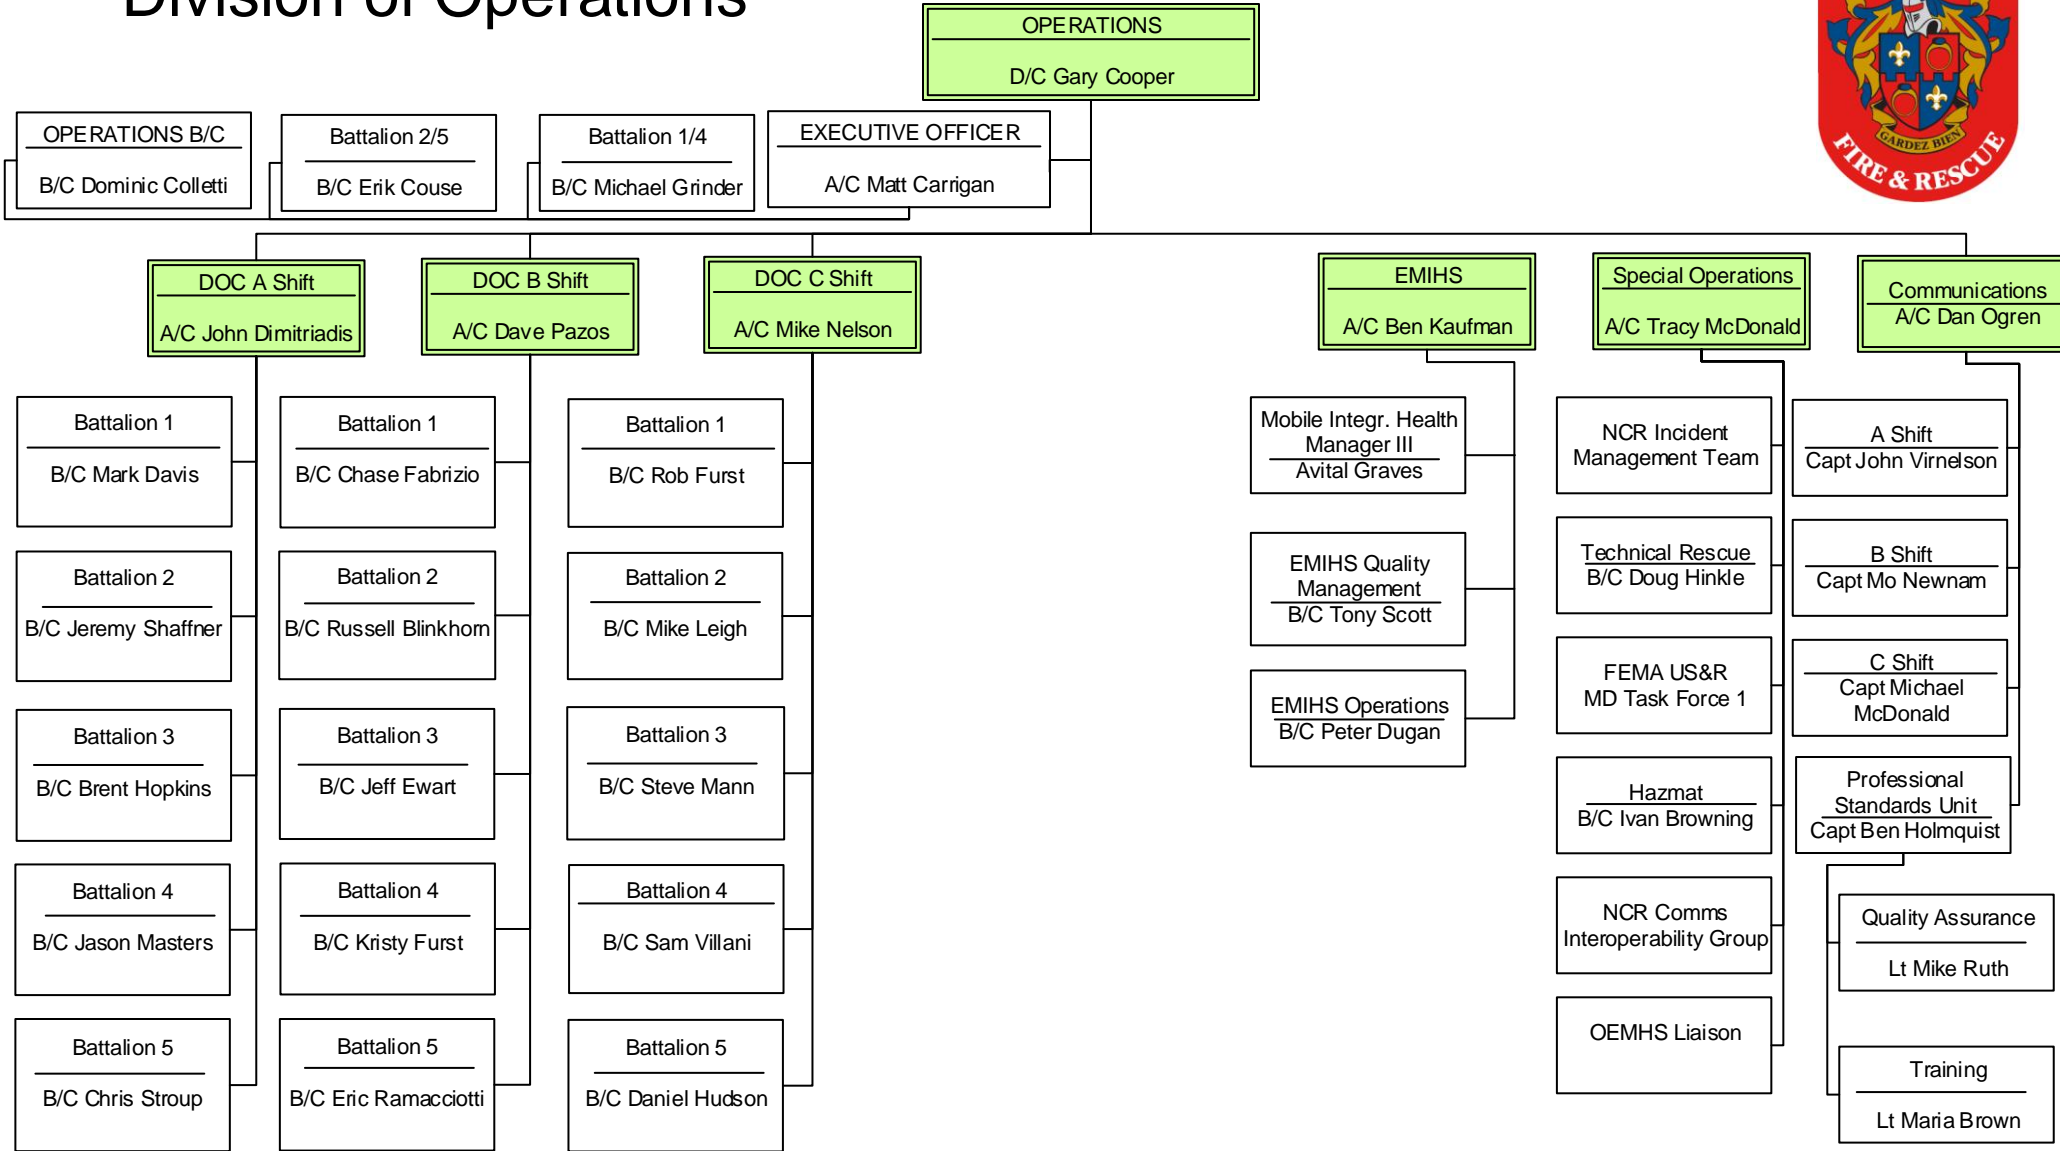 Division of Operations
OPERATIONS
D/C Gary Cooper
FIRE & RESCUE
GARDEZ BIEN
OPERATIONS B/C
B/C Dominic Colletti
Battalion 2/5
B/C Erik Couse
Battalion 1/4
B/C Michael Grinder
EXECUTIVE OFFICER
A/C Matt Carrigan
DOC A Shift
A/C John Dimitriadis
DOC B Shift
A/C Dave Pazos
DOC C Shift
A/C Mike Nelson
EMIHS
A/C Ben Kaufman
Special Operations
A/C Tracy McDonald
Communications
A/C Dan Ogren
Battalion 1
B/C Mark Davis
Battalion 2
B/C Jeremy Shaffner
Battalion 3
B/C Brent Hopkins
Battalion 4
B/C Jason Masters
Battalion 5
B/C Chris Stroup
Battalion 1
B/C Chase Fabrizio
Battalion 2
B/C Russell Blinkhorn
Battalion 3
B/C Jeff Ewart
Battalion 4
B/C Kristy Furst
Battalion 5
B/C Eric Ramacciotti
Battalion 1
B/C Rob Furst
Battalion 2
B/C Mike Leigh
Battalion 3
B/C Steve Mann
Battalion 4
B/C Sam Villani
Battalion 5
B/C Daniel Hudson
Mobile Integr. Health
Manager III
Avital Graves
EMIHS Quality
Management
B/C Tony Scott
EMIHS Operations
B/C Peter Dugan
NCR Incident
Management Team
Technical Rescue
B/C Doug Hinkle
FEMA US&R
MD Task Force 1
Hazmat
B/C Ivan Browning
NCR Comms
Interoperability Group
OEMHS Liaison
A Shift
Capt John Virnelson
B Shift
Capt Mo Newnam
C Shift
Capt Michael
McDonald
Professional
Standards Unit
Capt Ben Holmquist
Quality Assurance
Lt Mike Ruth
Training
Lt Maria Brown